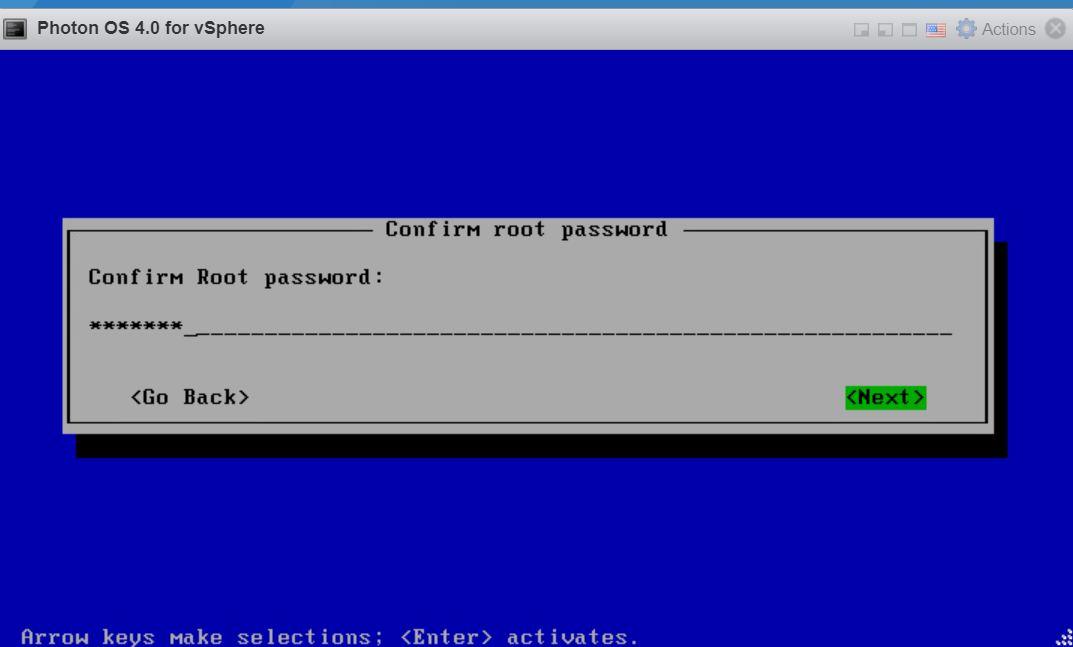 Photon OS 4.0 for vSphere
Actions
Confirm root password
Confirm Root password:
*******_
<Go Back>
<Next>
Arrow keys make selections; <Enter> activates.